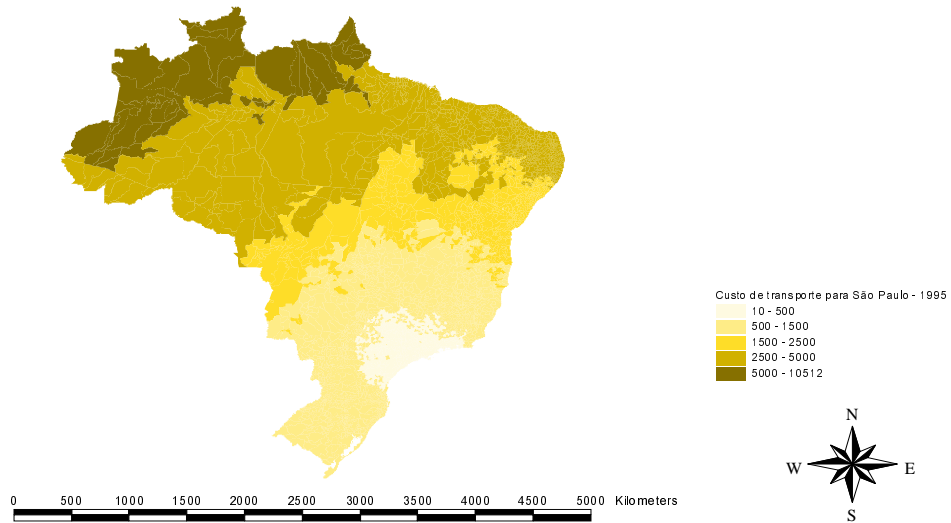 Custo de transporte para São Paulo - 1995
10 - 500
500 - 1500
1500 - 2500
2500 - 5000
5000 - 10512
N
W E
S
0 500 1000 1500 2000 2500 3000 3500 4000 4500 5000 Kilometers